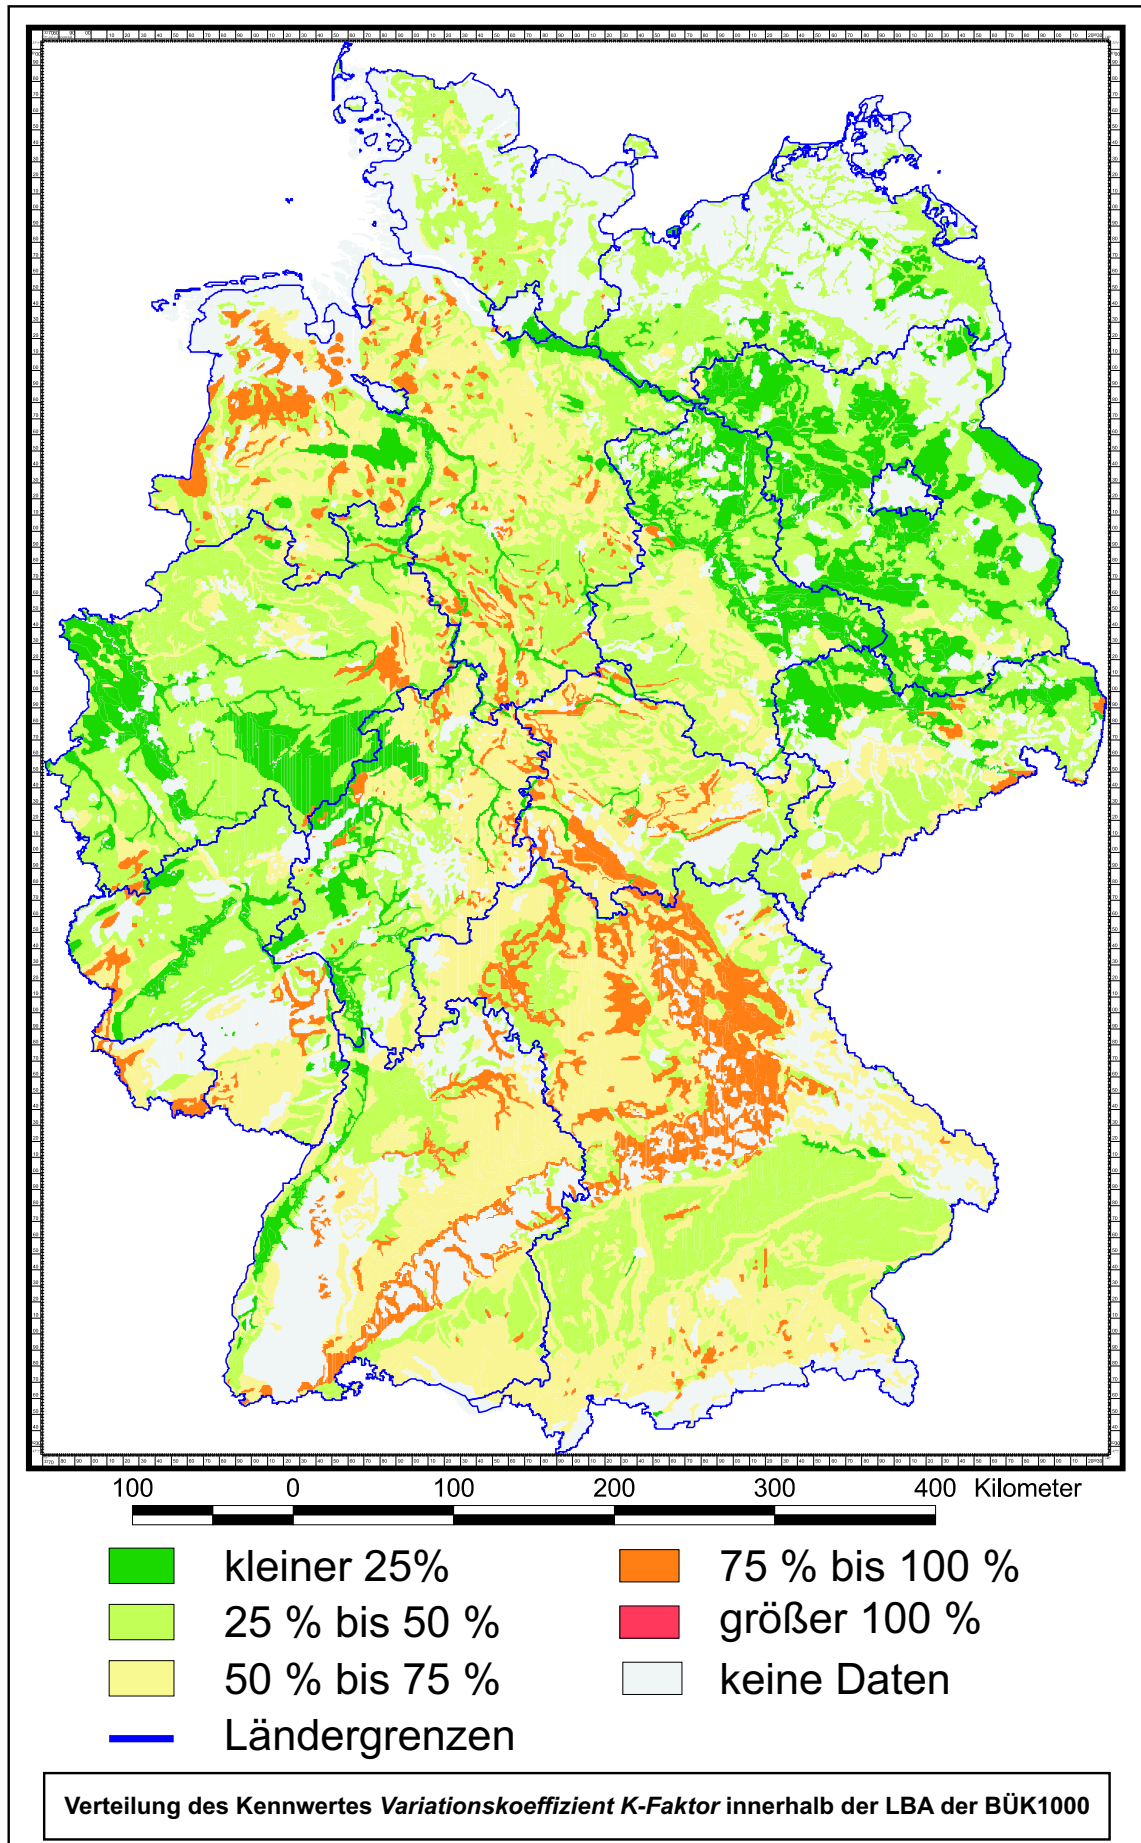 100 0 100 200 300 400 Kilometer
kleiner 25%
25 % bis 50 %
50 % bis 75 %
Ländergrenzen
75 % bis 100 %
größer 100 %
keine Daten
Verteilung des Kennwertes Variationskoeffizient K-Faktor innerhalb der LBA der BÜK1000